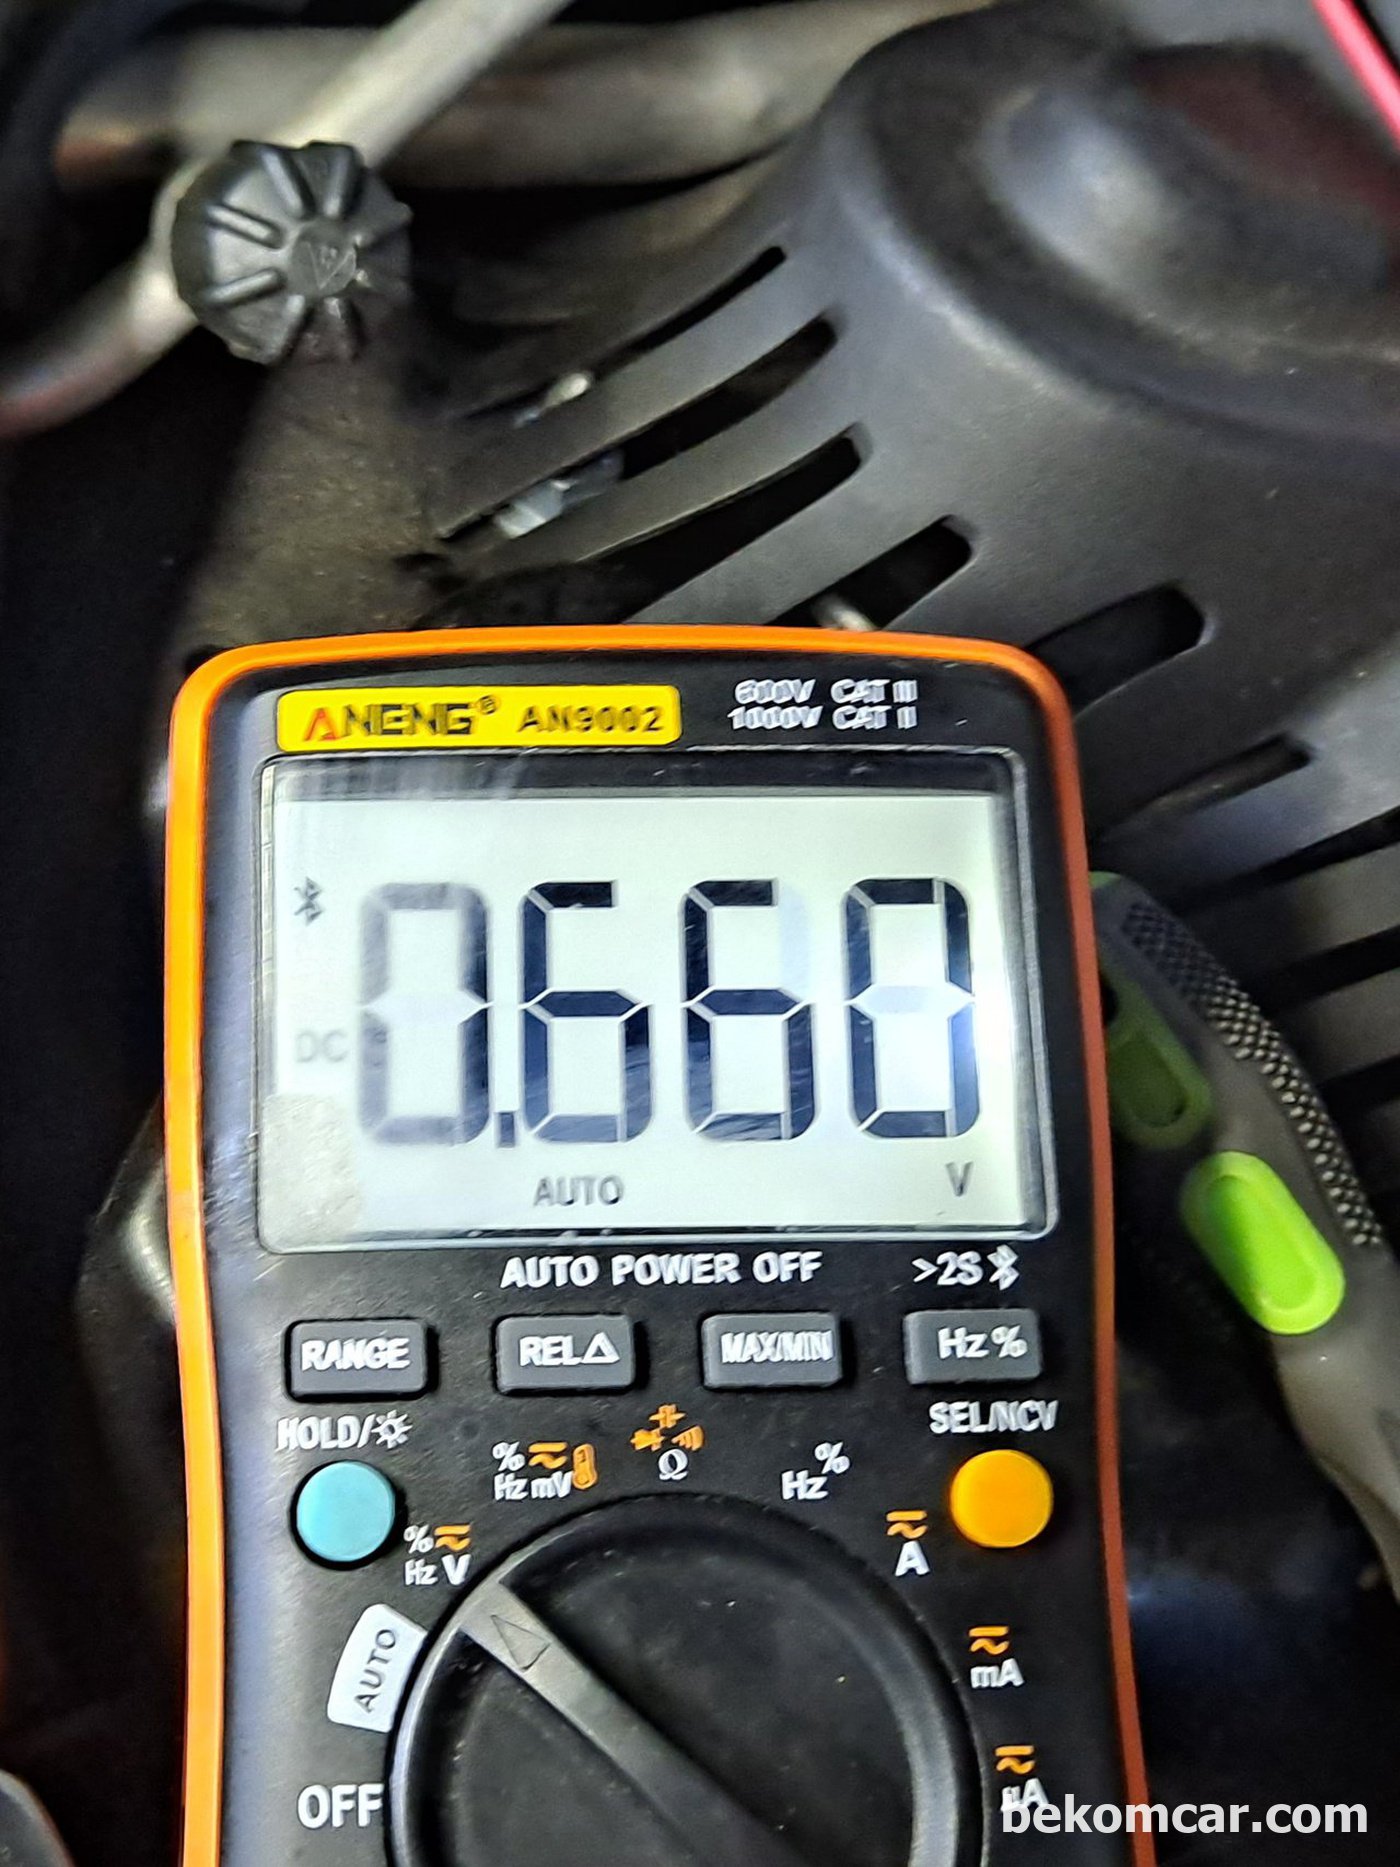 ANENG® AN9002
600V CAT III
1000V CAT II
0.660
DC
AUTO V
AUTO POWER OFF >2S
RANGE REL△ MAX/MIN Hz %
HOLD/ SEL/NCV
% Hz mV
Ω
Hz %
% Hz V
A
AUTO
mA
OFF
µA
bekomcar.com